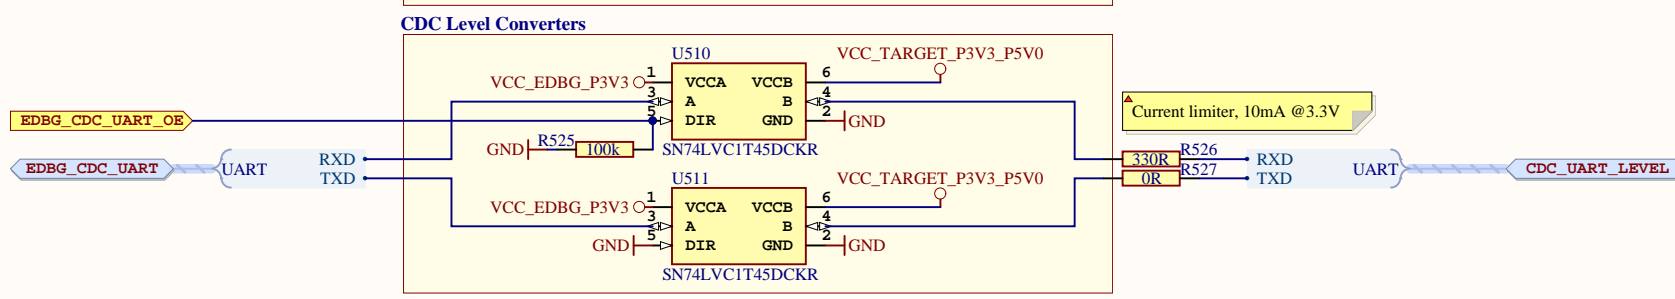 CDC Level Converters
U510
VCC_TARGET_P3V3_P5V0
VCC_EDBG_P3V3
1
VCCA
VCCB
6
3
A
B
4
EDBG_CDC_UART_OE
5
DIR
GND
2
GND
Current limiter, 10mA @3.3V
GND
R525
100k
SN74LVC1T45DCKR
EDBG_CDC_UART
UART
RXD
TXD
330R
R526
0R
R527
RXD
TXD
UART
CDC_UART_LEVEL
U511
VCC_TARGET_P3V3_P5V0
VCC_EDBG_P3V3
1
VCCA
VCCB
6
3
A
B
4
GND
5
DIR
GND
2
GND
SN74LVC1T45DCKR